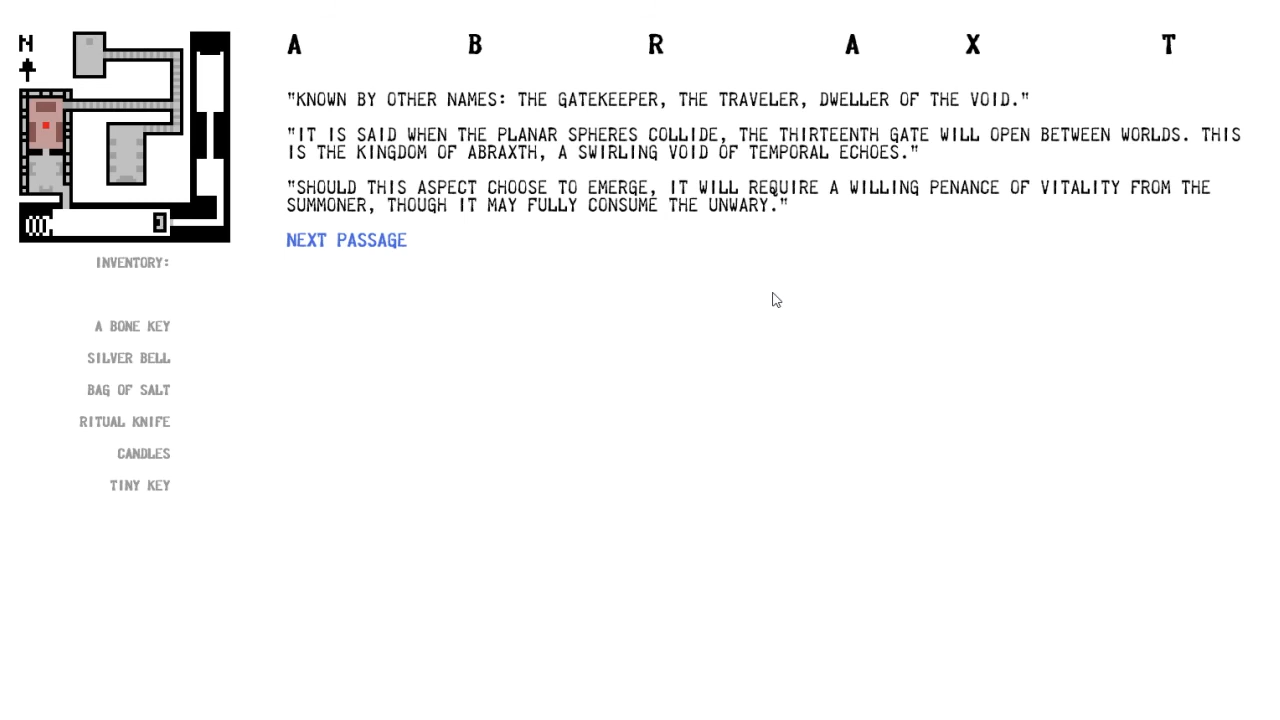 N
A B R A X T
"KNOWN BY OTHER NAMES: THE GATEKEEPER, THE TRAVELER, DWELLER OF THE VOID."
"IT IS SAID WHEN THE PLANAR SPHERES COLLIDE, THE THIRTEENTH GATE WILL OPEN BETWEEN WORLDS. THIS
IS THE KINGDOM OF ABRAXTH, A SWIRLING VOID OF TEMPORAL ECHOES."
"SHOULD THIS ASPECT CHOOSE TO EMERGE, IT WILL REQUIRE A WILLING PENANCE OF VITALITY FROM THE
SUMMONER, THOUGH IT MAY FULLY CONSUME THE UNWARY."
NEXT PASSAGE
INVENTORY:
A BONE KEY
SILVER BELL
BAG OF SALT
RITUAL KNIFE
CANDLES
TINY KEY